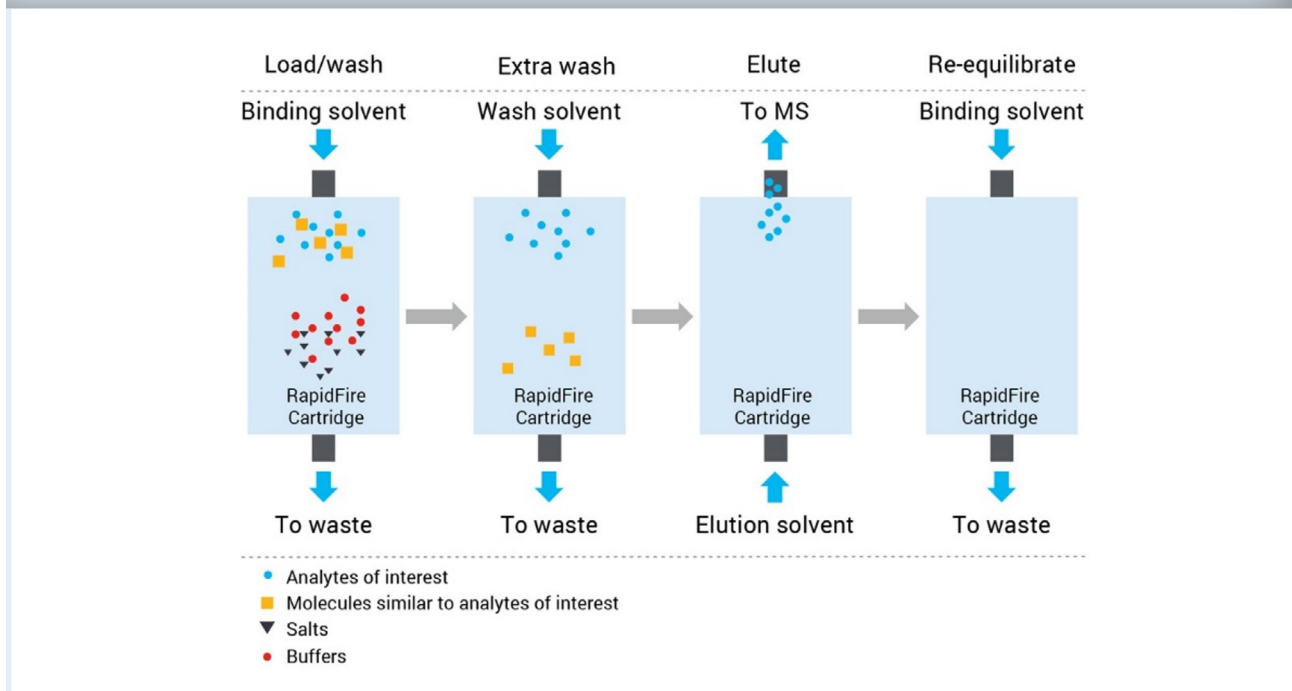 Load/wash
Extra wash
Elute
Re-equilibrate
Binding solvent
Wash solvent
To MS
Binding solvent
RapidFire
Cartridge
RapidFire
Cartridge
RapidFire
Cartridge
RapidFire
Cartridge
To waste
To waste
Elution solvent
To waste
Analytes of interest
Molecules similar to analytes of interest
Salts
Buffers